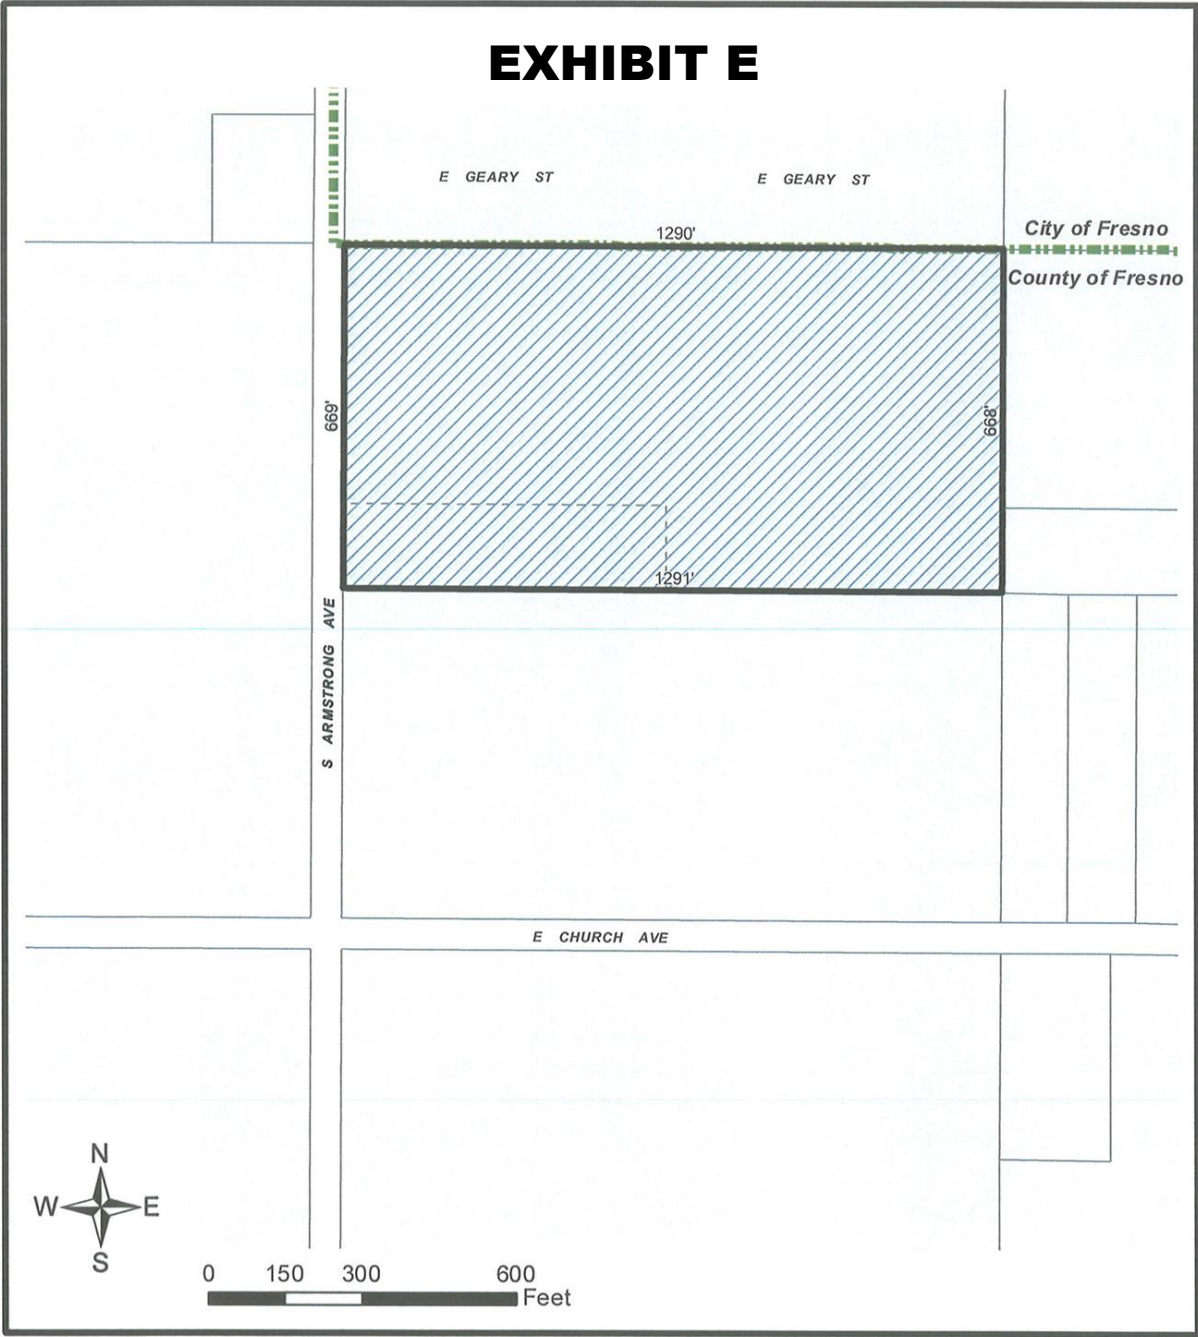 EXHIBIT E
E GEARY ST
E GEARY ST
City of Fresno
1290'
County of Fresno
669'
668'
1291'
S ARMSTRONG AVE
E CHURCH AVE
N
W E
S
0 150 300 600
Feet